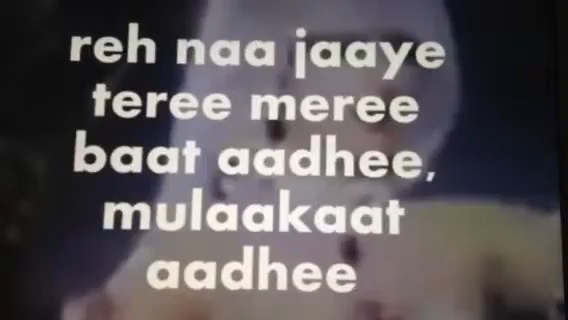 reh naa jaaye
teree meree
baat aadhee,
mulaakaat
aadhee